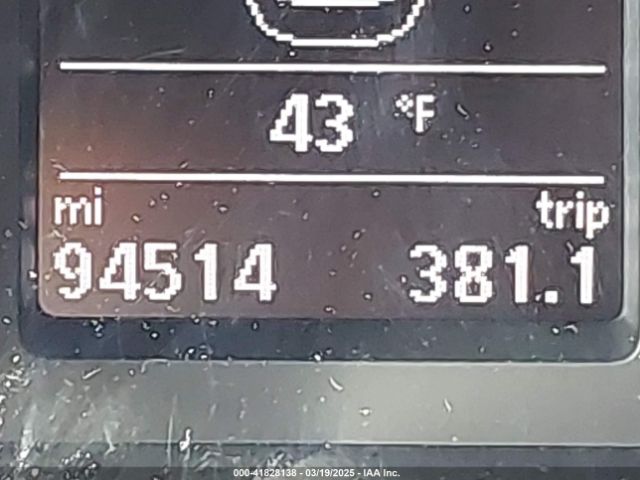 43 °F
mi trip
94514 381.1
000-41828138 - 03/19/2025 - IAA Inc.